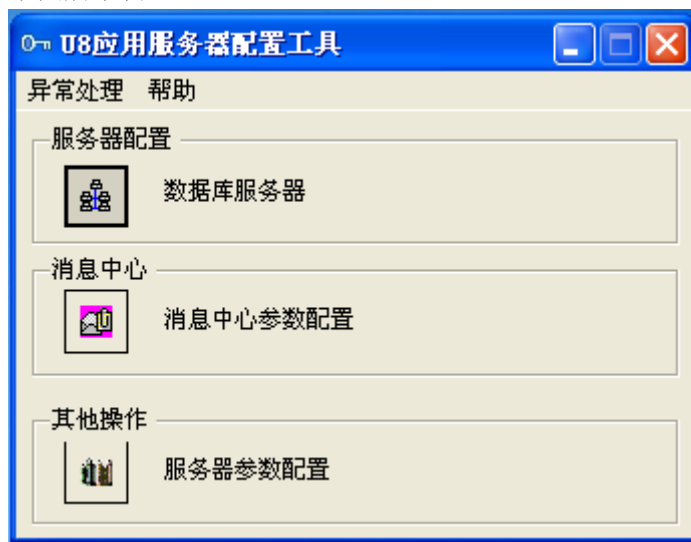 U8应用服务器配置工具
异常处理 帮助
服务器配置
数据库服务器
消息中心
消息中心参数配置
其他操作
服务器参数配置